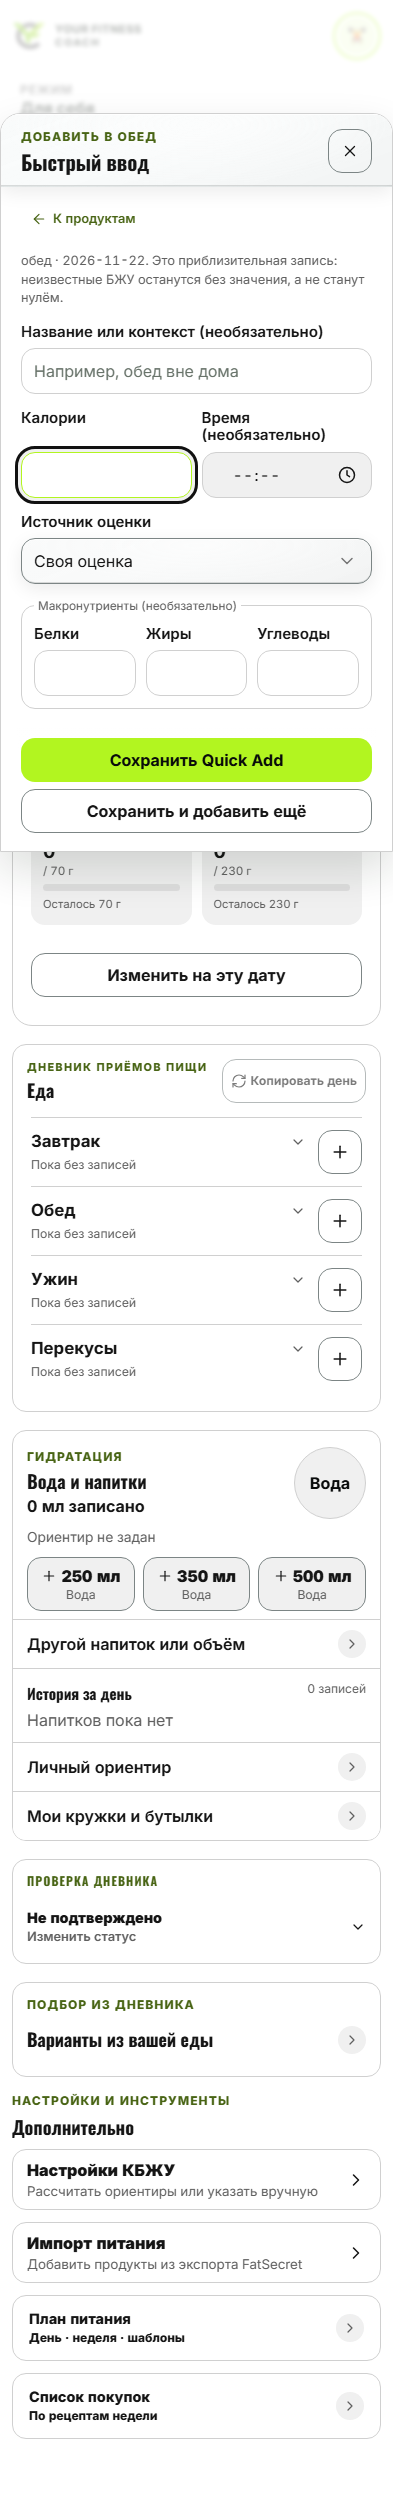 YOUR FITNESS
COACH
РЕЖИМ
Для себя
ДОБАВИТЬ В ОБЕД
Быстрый ввод
К продуктам
обед · 2026-11-22. Это приблизительная запись:
неизвестные БЖУ останутся без значения, а не станут
нулём.
Название или контекст (необязательно)
Например, обед вне дома
Калории
Время
(необязательно)
--:--
Источник оценки
Своя оценка
Макронутриенты (необязательно)
Белки
Жиры
Углеводы
Сохранить Quick Add
Сохранить и добавить ещё
0
0
/ 70 г
/ 230 г
Осталось 70 г
Осталось 230 г
Изменить на эту дату
ДНЕВНИК ПРИЁМОВ ПИЩИ
Еда
Копировать день
Завтрак
Пока без записей
Обед
Пока без записей
Ужин
Пока без записей
Перекусы
Пока без записей
ГИДРАТАЦИЯ
Вода и напитки
0 мл записано
Вода
Ориентир не задан
+ 250 мл
Вода
+ 350 мл
Вода
+ 500 мл
Вода
Другой напиток или объём
История за день
0 записей
Напитков пока нет
Личный ориентир
Мои кружки и бутылки
ПРОВЕРКА ДНЕВНИКА
Не подтверждено
Изменить статус
ПОДБОР ИЗ ДНЕВНИКА
Варианты из вашей еды
НАСТРОЙКИ И ИНСТРУМЕНТЫ
Дополнительно
Настройки КБЖУ
Рассчитать ориентиры или указать вручную
Импорт питания
Добавить продукты из экспорта FatSecret
План питания
День · неделя · шаблоны
Список покупок
По рецептам недели